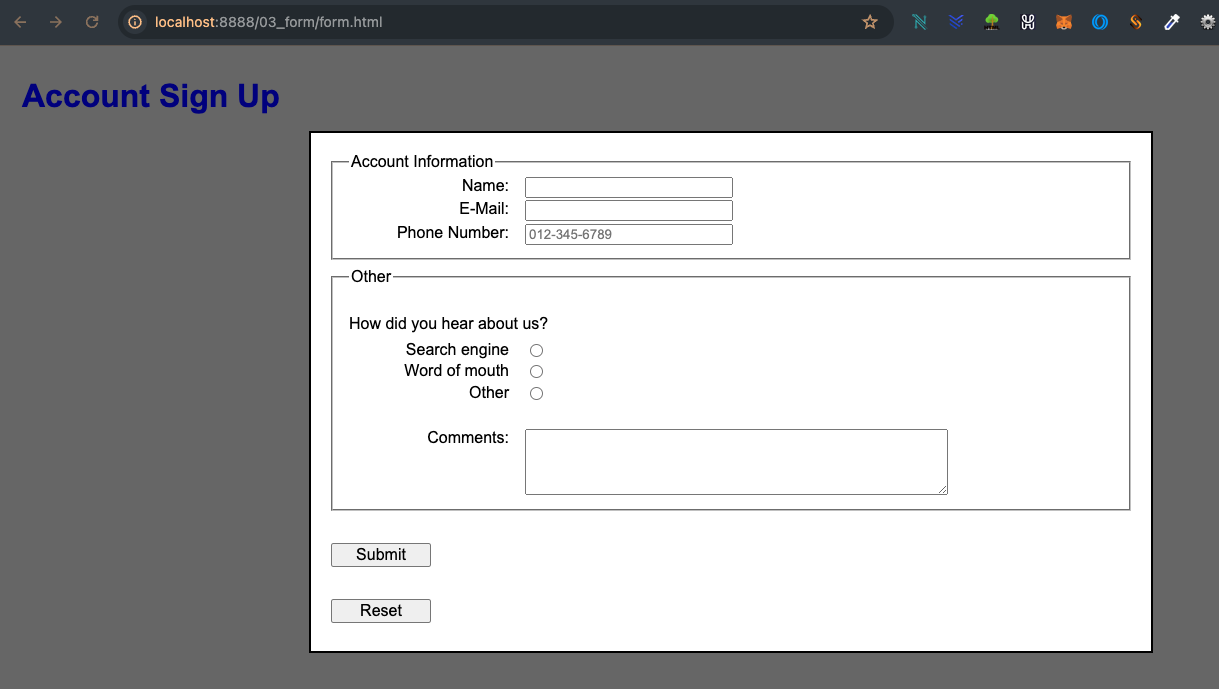 localhost:8888/03_form/form.html
Account Sign Up
Account Information
Name:
E-Mail:
Phone Number: 012-345-6789
Other
How did you hear about us?
Search engine
Word of mouth
Other
Comments:
Submit
Reset